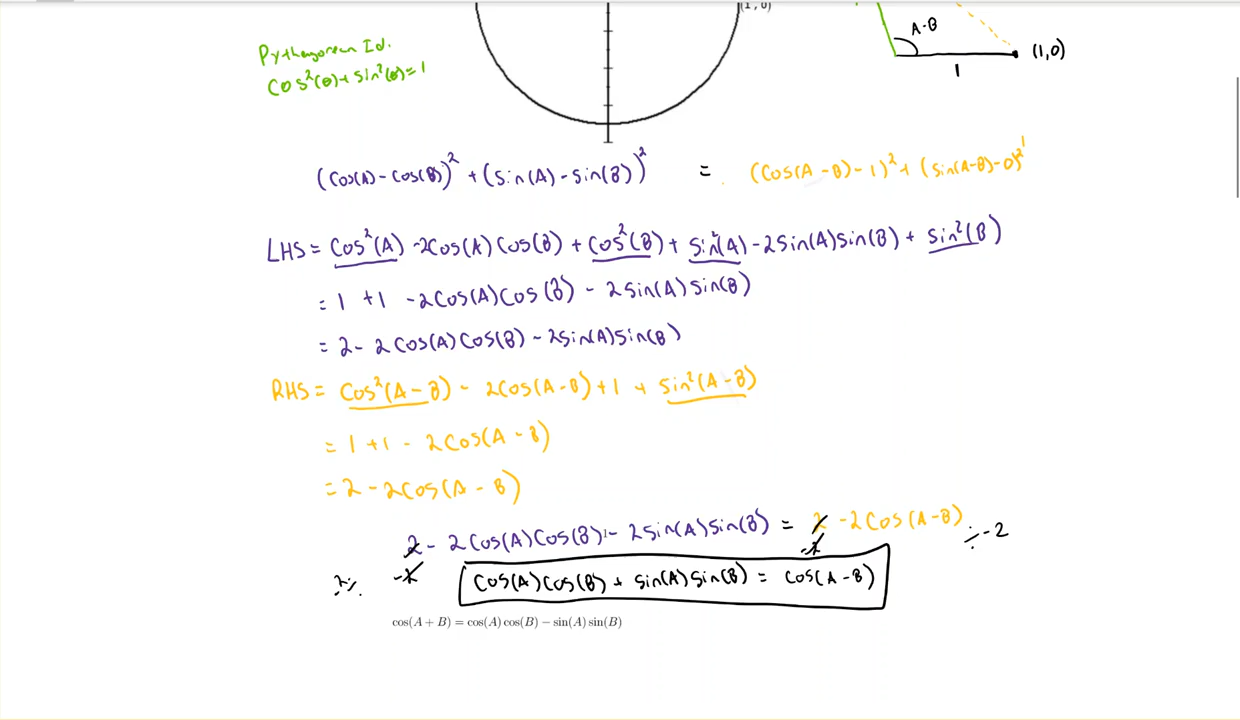 (1,0)
A-B
Pythagorean Id.
cos²(θ)+sin²(θ)=1
(1,0)
1
(cos(A)-cos(B))² + (sin(A)-sin(B))² = (cos(A-B)-1)² + (sin(A-B)-0)²
LHS = cos²(A) -2cos(A)cos(B) + cos²(B) + sin²(A) -2sin(A)sin(B) + sin²(B)
= 1 +1 -2cos(A)cos(B) - 2sin(A)sin(B)
= 2 - 2cos(A)cos(B) - 2sin(A)sin(B)
RHS = cos²(A-B) - 2cos(A-B) +1 + sin²(A-B)
= 1 +1 - 2cos(A-B)
= 2 -2cos(A-B)
2 - 2cos(A)cos(B) - 2sin(A)sin(B) = 2 -2cos(A-B)
÷-2
-2
-2
cos(A)cos(B) + sin(A)sin(B) = cos(A-B)
cos(A + B) = cos(A) cos(B) − sin(A) sin(B)